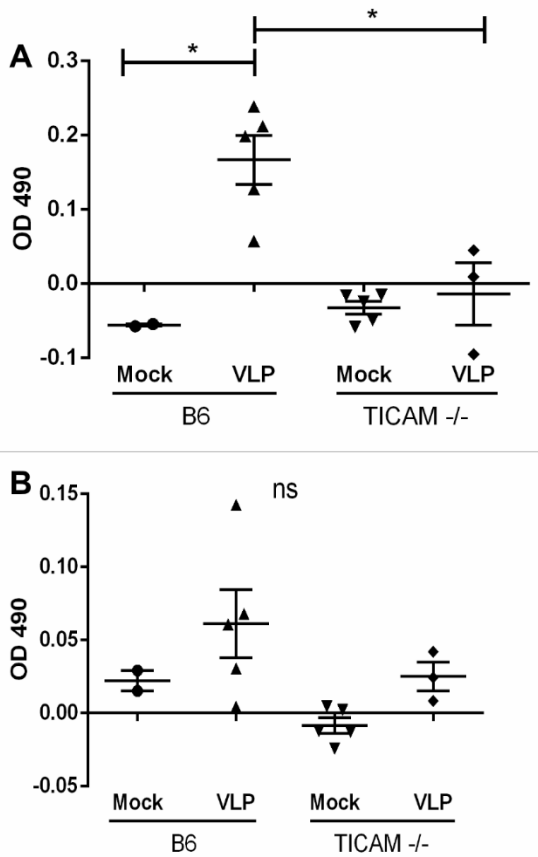 *
*
A
0.3
0.2
0.1
0.0
-0.1
OD 490
Mock VLP Mock VLP
B6 TICAM -/-
B
ns
0.15
0.10
0.05
0.00
-0.05
OD 490
Mock VLP Mock VLP
B6 TICAM -/-